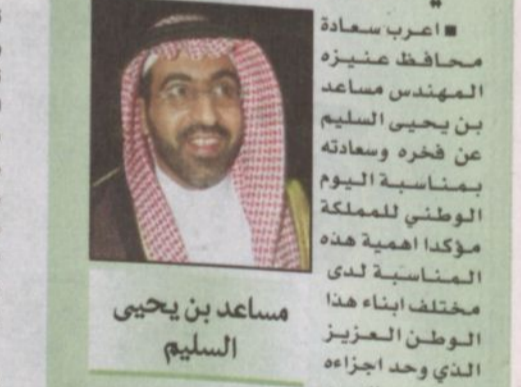 ■ اعرب سعادة
محافظ عنيزه
المهندس مساعد
بن يحيى السليم
عن فخره وسعادته
بمناسبة اليوم
الوطني للمملكة
مؤكدا اهمية هذه
المناسبة لدى
مختلف ابناء هذا
الوطن العزيز
الذي وحد اجزاءه
مساعد بن يحيى
السليم